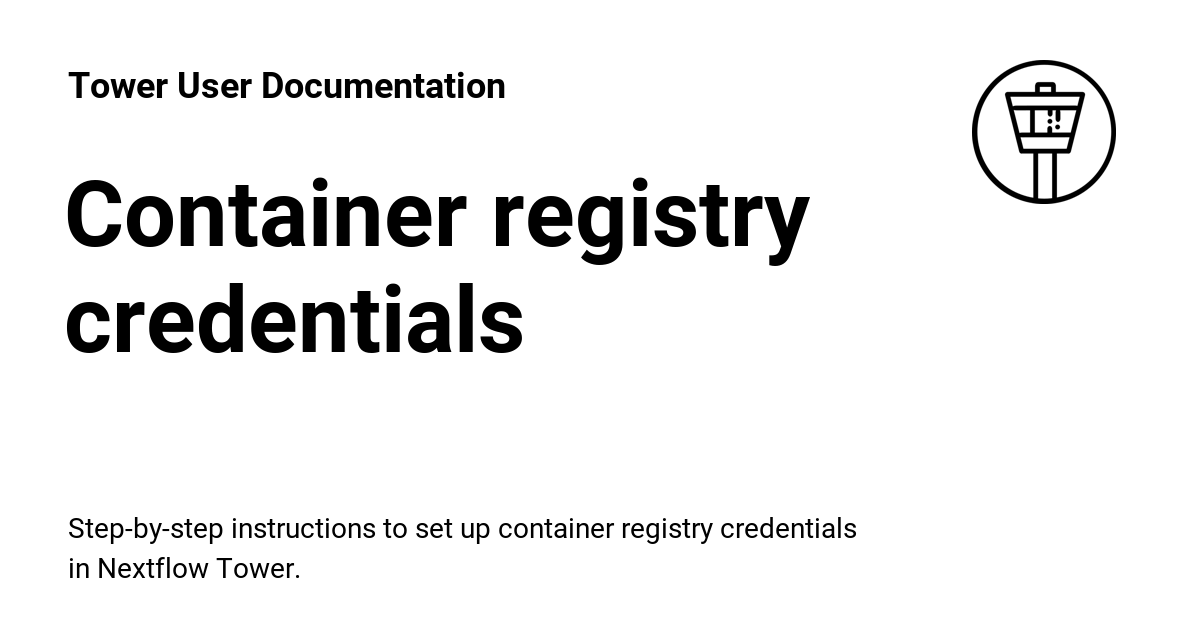 Tower User Documentation
Container registry
credentials
Step-by-step instructions to set up container registry credentials
in Nextflow Tower.